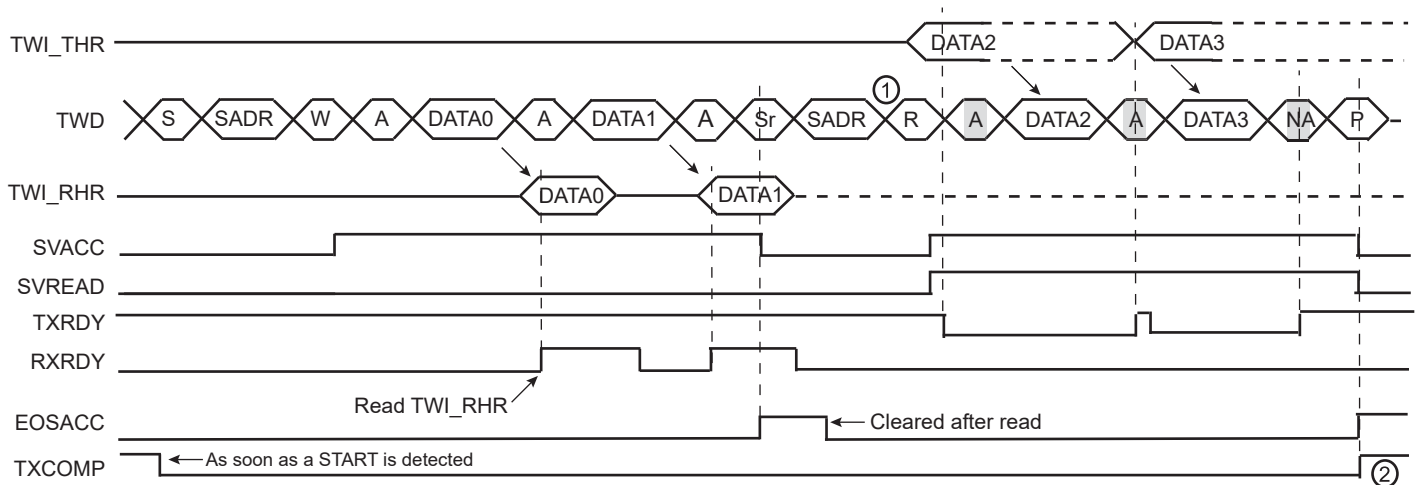 TWI_THR DATA2 DATA3
①
TWD S SADR W A DATA0 A DATA1 A Sr SADR R A DATA2 A DATA3 NA P
TWI_RHR DATA0 DATA1
SVACC
SVREAD
TXRDY
RXRDY
Read TWI_RHR
EOSACC Cleared after read
TXCOMP As soon as a START is detected ②